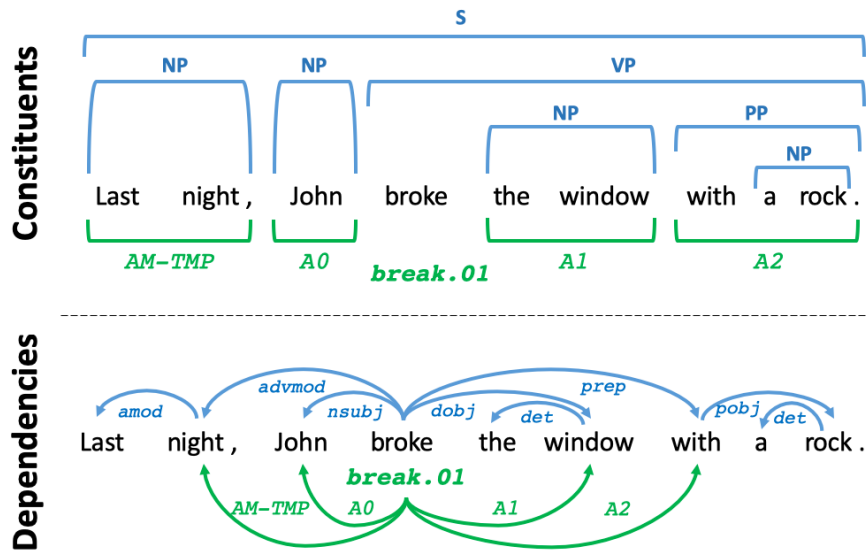 Constituents
S
NP NP VP
NP PP
NP
Last night, John broke the window with a rock.
AM-TMP A0 break.01 A1 A2
Dependencies
amod advmod nsubj dobj det prep pobj det
Last night, John broke the window with a rock.
break.01
AM-TMP A0 A1 A2